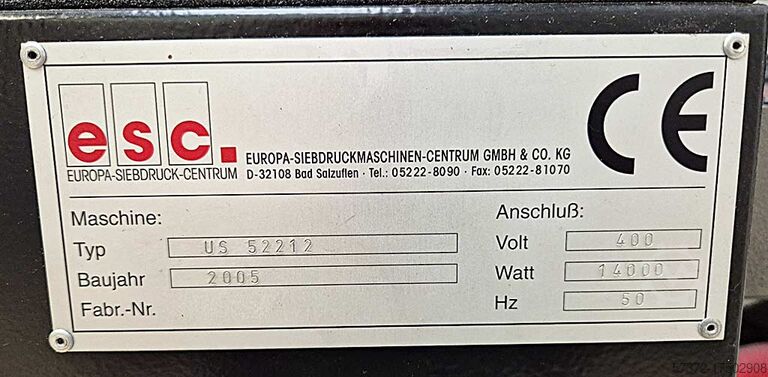 esc.
EUROPA-SIEBDRUCK-CENTRUM
EUROPA-SIEBDRUCKMASCHINEN-CENTRUM GMBH & CO. KG
D-32108 Bad Salzuflen · Tel.: 05222-8090 · Fax: 05222-81070
CE
Maschine:
Typ US 52212
Baujahr 2005
Fabr.-Nr.
Anschluß:
Volt 400
Watt 14000
Hz 50